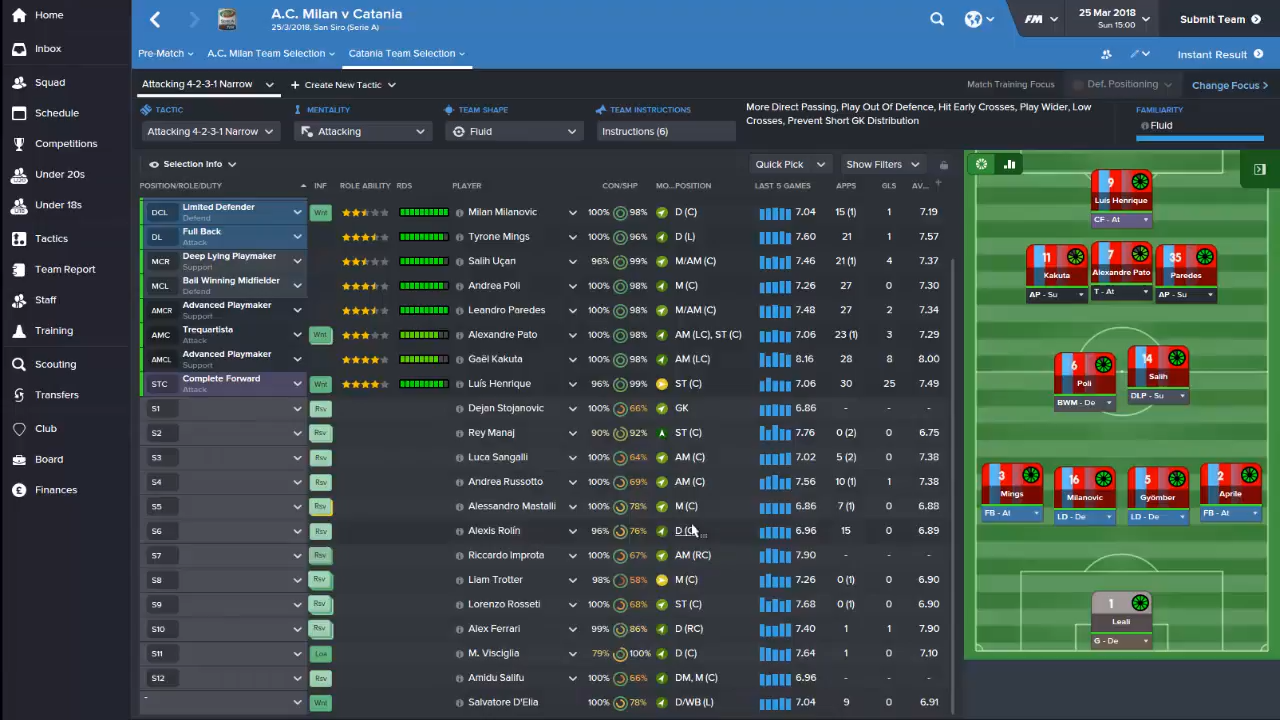 Home
Inbox
Squad
Schedule
Competitions
Under 20s
Under 18s
Tactics
Team Report
Staff
Training
Scouting
Transfers
Club
Board
Finances
A.C. Milan v Catania
25/3/2018, San Siro (Serie A)
FM
25 Mar 2018
Sun 15:00
Submit Team
Pre-Match
A.C. Milan Team Selection
Catania Team Selection
Instant Result
Attacking 4-2-3-1 Narrow
+ Create New Tactic
Match Training Focus
Def. Positioning
Change Focus >
TACTIC
MENTALITY
TEAM SHAPE
TEAM INSTRUCTIONS
Attacking 4-2-3-1 Narrow
Attacking
Fluid
Instructions (6)
More Direct Passing, Play Out Of Defence, Hit Early Crosses, Play Wider, Low
Crosses, Prevent Short GK Distribution
FAMILIARITY
Fluid
Selection Info
Quick Pick
Show Filters
POSITION/ROLE/DUTY INF ROLE ABILITY RDS PLAYER CON/SHP MO... POSITION LAST 5 GAMES APPS GLS AV...
DCL Limited Defender Defend Wnt Milan Milanovic 100% 98% D (C) 7.04 15 (1) 1 7.19
DL Full Back Attack Tyrone Mings 100% 96% D (L) 7.60 21 1 7.57
MCR Deep Lying Playmaker Support Salih Uçan 96% 99% M/AM (C) 7.46 21 (1) 4 7.37
MCL Ball Winning Midfielder Defend Andrea Poli 100% 98% M (C) 7.26 27 0 7.30
AMCR Advanced Playmaker Support Leandro Paredes 100% 98% M/AM (C) 7.48 27 2 7.34
AMC Trequartista Attack Wnt Alexandre Pato 100% 98% AM (LC), ST (C) 7.06 23 (1) 3 7.29
AMCL Advanced Playmaker Support Gaël Kakuta 100% 98% AM (LC) 8.16 28 8 8.00
STC Complete Forward Attack Wnt Luís Henrique 96% 99% ST (C) 7.06 30 25 7.49
S1 Rsv Dejan Stojanovic 100% 66% GK 6.86 - - -
S2 Rsv Rey Manaj 90% 92% ST (C) 7.76 0 (2) 0 6.75
S3 Rsv Luca Sangalli 100% 64% AM (C) 7.02 5 (2) 0 7.38
S4 Rsv Andrea Russotto 100% 69% AM (C) 7.56 10 (1) 1 7.38
S5 Rsv Alessandro Mastalli 100% 78% M (C) 6.86 7 (1) 0 6.88
S6 Rsv Alexis Rolín 96% 76% D (C) 6.96 15 0 6.89
S7 Rsv Riccardo Improta 100% 67% AM (RC) 7.90 - - -
S8 Rsv Liam Trotter 98% 58% M (C) 7.26 0 (1) 0 6.90
S9 Rsv Lorenzo Rosseti 100% 68% ST (C) 7.68 0 (1) 0 6.90
S10 Rsv Alex Ferrari 99% 86% D (RC) 7.40 1 1 7.90
S11 Loa M. Visciglia 79% 100% D (C) 7.64 1 0 7.10
S12 Rsv Amidu Salifu 100% 66% DM, M (C) 6.96 - - -
- Wnt Salvatore D'Elia 100% 78% D/WB (L) 7.04 9 0 6.91
9
Luís Henrique
CF - At
11 7 35
Kakuta Alexandre Pato Paredes
AP - Su T - At AP - Su
6 14
Poli Salih
BWM - De DLP - Su
3 16 5 2
Mings Milanovic Gyömber Aprile
FB - At LD - De LD - De FB - At
1
Leali
G - De